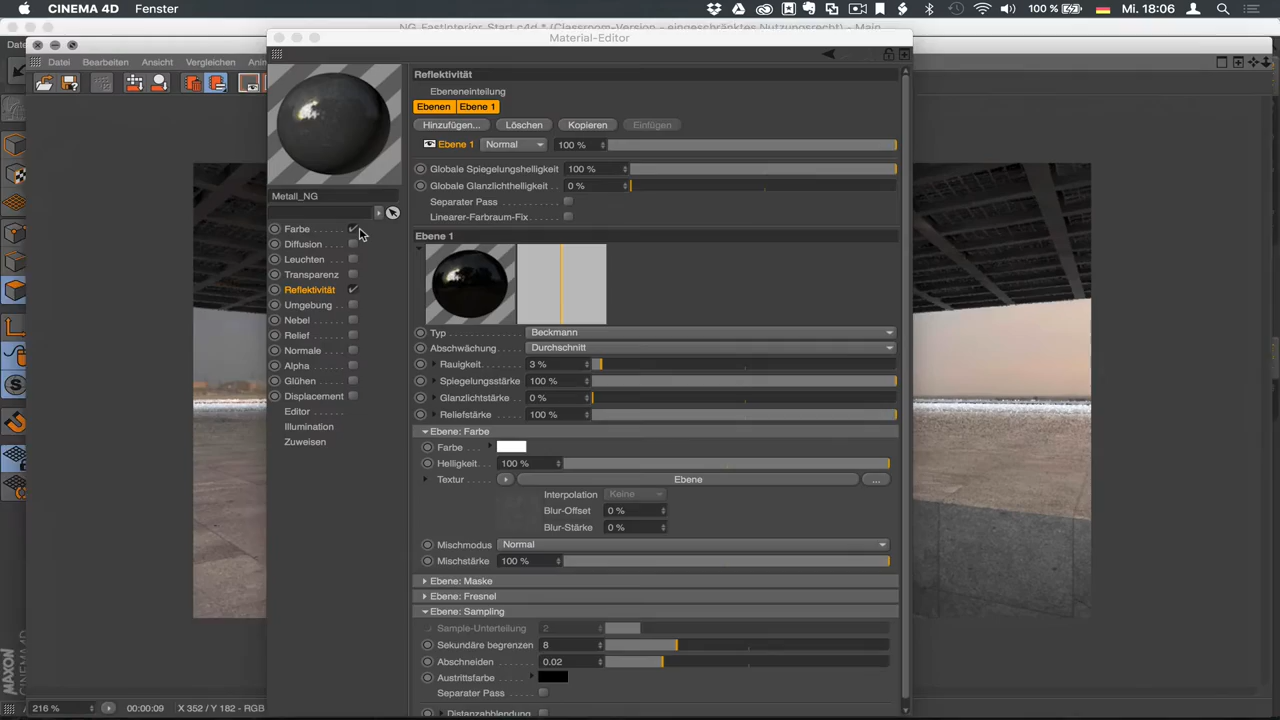 CINEMA 4D Fenster 100 % Mi. 18:06
NG_EastInterior_Start.c4d * (Classroom-Version - eingeschränktes Nutzungsrecht) - Main
Material-Editor
Date
Datei Bearbeiten Ansicht Vergleichen Anim
Reflektivität
Ebeneneinteilung
Ebenen Ebene 1
Hinzufügen... Löschen Kopieren Einfügen
Ebene 1 Normal 100 %
Globale Spiegelungshelligkeit 100 %
Globale Glanzlichthelligkeit . . 0 %
Separater Pass
Linearer-Farbraum-Fix
Metall_NG
Farbe
Diffusion
Leuchten
Transparenz
Reflektivität
Umgebung
Nebel
Relief
Normale
Alpha
Glühen
Displacement
Editor
Illumination
Zuweisen
Ebene 1
Typ Beckmann
Abschwächung Durchschnitt
Rauigkeit 3 %
Spiegelungsstärke 100 %
Glanzlichtstärke 0 %
Reliefstärke 100 %
Ebene: Farbe
Farbe
Helligkeit 100 %
Textur Ebene ...
Interpolation Keine
Blur-Offset 0 %
Blur-Stärke 0 %
Mischmodus Normal
Mischstärke 100 %
Ebene: Maske
Ebene: Fresnel
Ebene: Sampling
Sample-Unterteilung 2
Sekundäre begrenzen 8
Abschneiden 0.02
Austrittsfarbe
Separater Pass
Distanzabblendung
MAXON
CINEMA 4D
216 % 00:00:09 X 352 / Y 182 - RGB